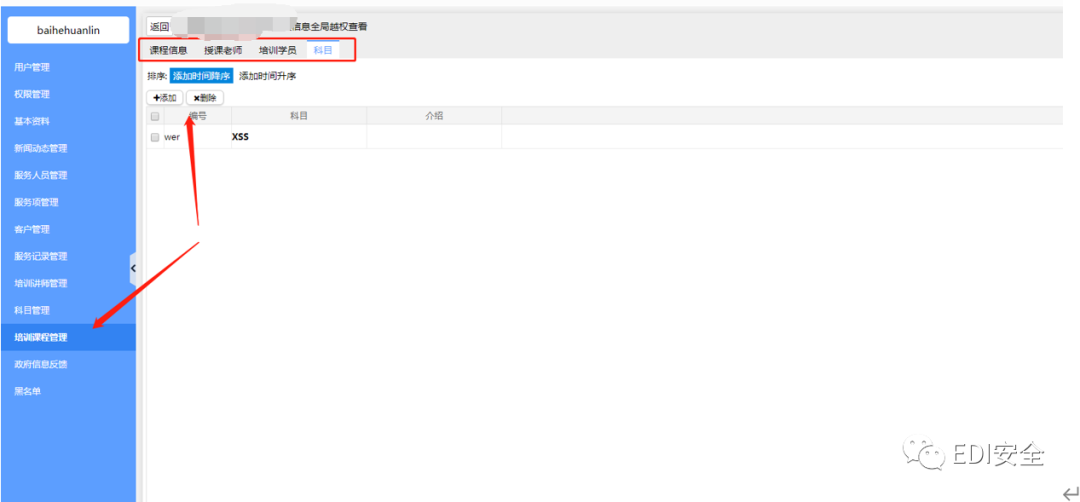 baihehuanlin
用户管理
权限管理
基本资料
新闻动态管理
服务人员管理
服务项管理
客户管理
服务记录管理
培训讲师管理
科目管理
培训课程管理
政府信息反馈
黑名单
返回 信息全局越权查看
课程信息 授课老师 培训学员 科目
排序: 添加时间降序 添加时间升序
+添加 ×删除
编号 科目 介绍
wer XSS
EDI安全